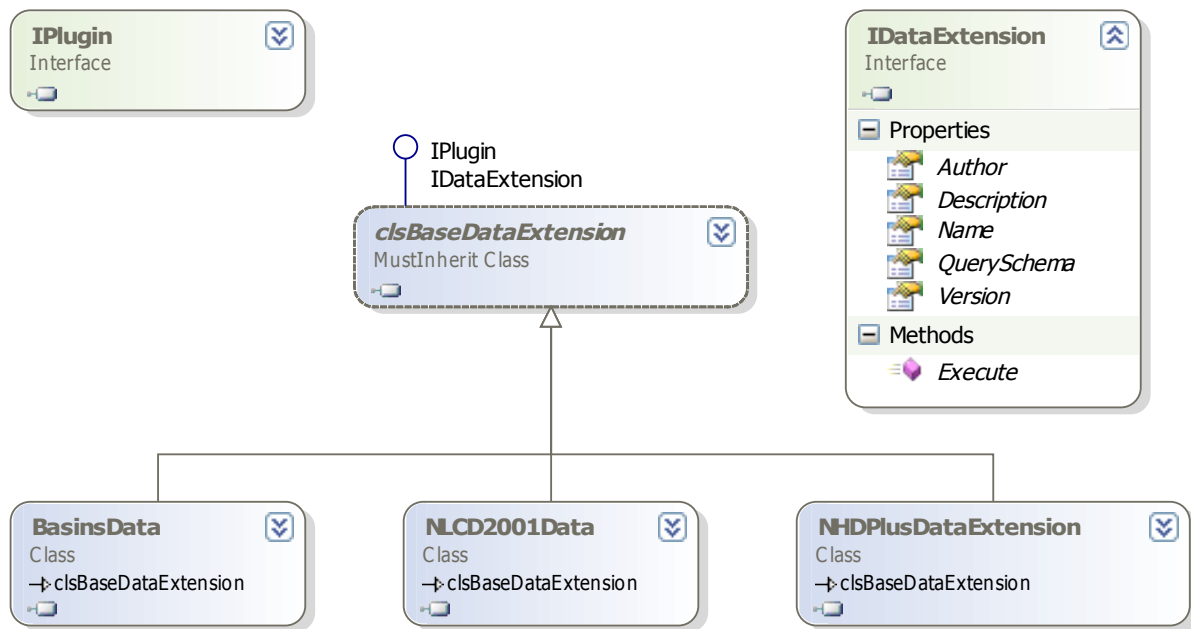 IPlugin
Interface
IDataExtension
Interface
Properties
Author
Description
Name
QuerySchema
Version
Methods
Execute
IPlugin
IDataExtension
clsBaseDataExtension
MustInherit Class
BasinsData
Class
clsBaseDataExtension
NLCD2001Data
Class
clsBaseDataExtension
NHDPlusDataExtension
Class
clsBaseDataExtension